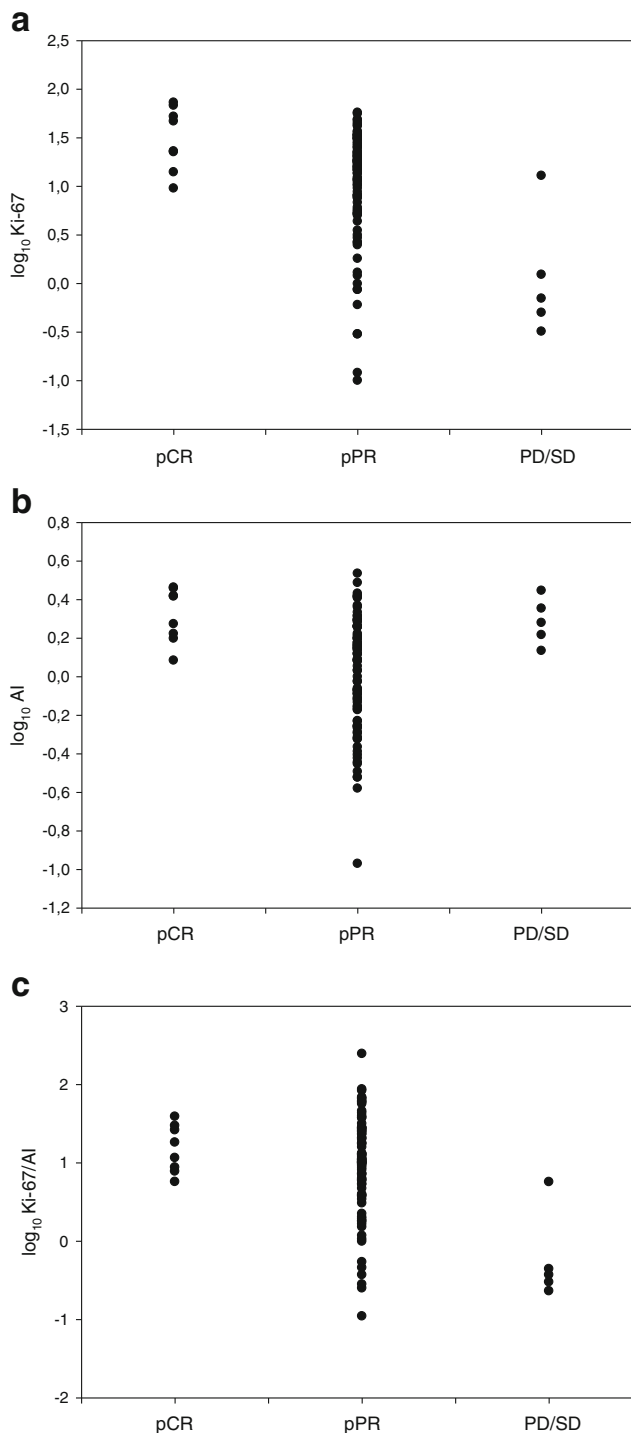 a
2,5
2,0
1,5
1,0
0,5
0,0
-0,5
-1,0
-1,5
log₁₀ Ki-67
pCR pPR PD/SD
b
0,8
0,6
0,4
0,2
0,0
-0,2
-0,4
-0,6
-0,8
-1,0
-1,2
log₁₀ AI
pCR pPR PD/SD
c
3
2
1
0
-1
-2
log₁₀ Ki-67/AI
pCR pPR PD/SD